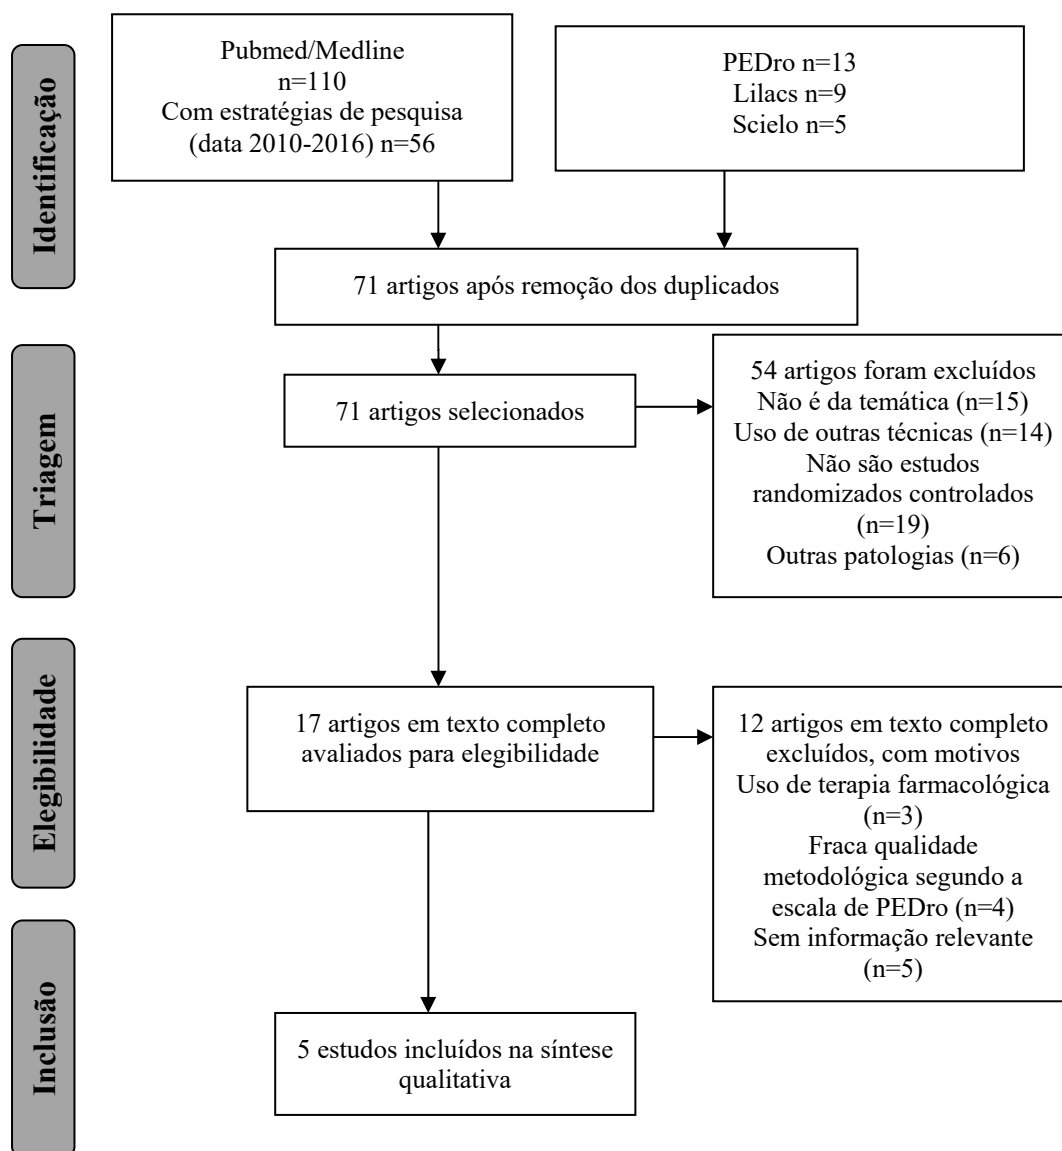 Identificação
Pubmed/Medline
n=110
Com estratégias de pesquisa
(data 2010-2016) n=56
PEDro n=13
Lilacs n=9
Scielo n=5
71 artigos após remoção dos duplicados
Triagem
71 artigos selecionados
54 artigos foram excluídos
Não é da temática (n=15)
Uso de outras técnicas (n=14)
Não são estudos
randomizados controlados
(n=19)
Outras patologias (n=6)
Elegibilidade
17 artigos em texto completo
avaliados para elegibilidade
12 artigos em texto completo
excluídos, com motivos
Uso de terapia farmacológica
(n=3)
Fraca qualidade
metodológica segundo a
escala de PEDro (n=4)
Sem informação relevante
(n=5)
Inclusão
5 estudos incluídos na síntese
qualitativa